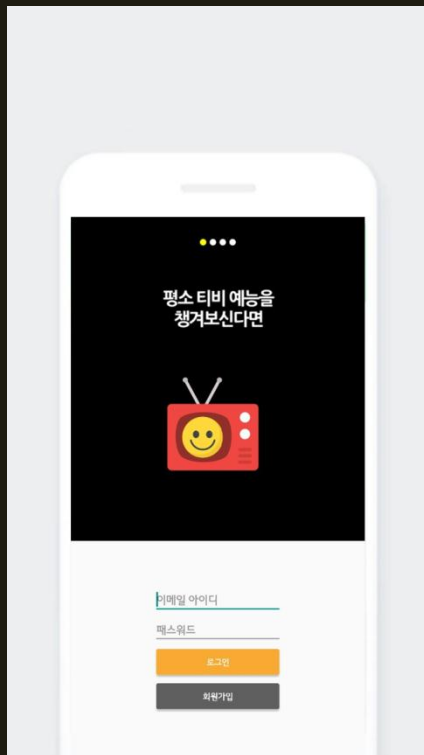 평소 티비 예능을
챙겨보신다면
이메일 아이디
패스워드
로그인
회원가입